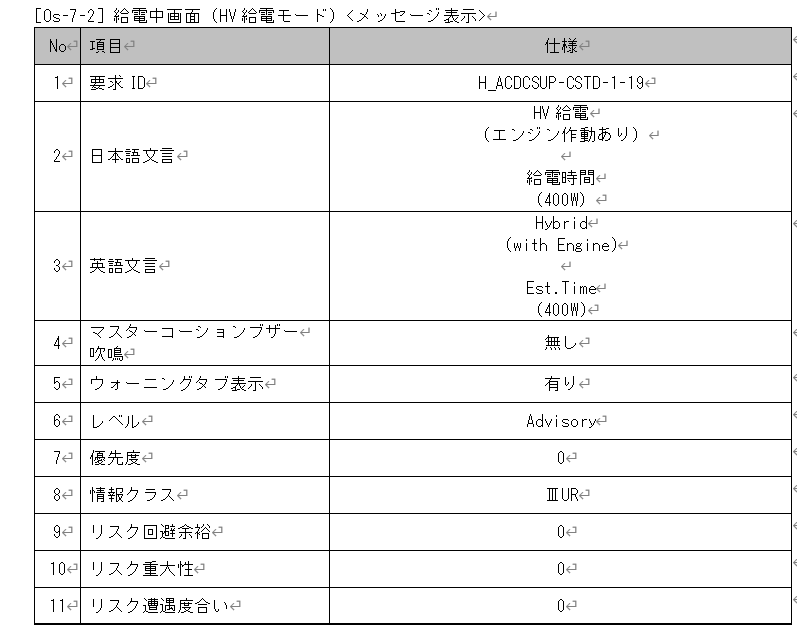 [Os-7-2] 給電中画面（HV給電モード）<メッセージ表示>
No 項目 仕様
1 要求 ID H_ACDCSUP-CSTD-1-19
2 日本語文言 HV 給電
（エンジン作動あり）
給電時間
(400W)
3 英語文言 Hybrid
(with Engine)
Est.Time
(400W)
4 マスターコーションブザー
吹鳴 無し
5 ウォーニングタブ表示 有り
6 レベル Advisory
7 優先度 0
8 情報クラス ⅢUR
9 リスク回避余裕 0
10 リスク重大性 0
11 リスク遭遇度合い 0